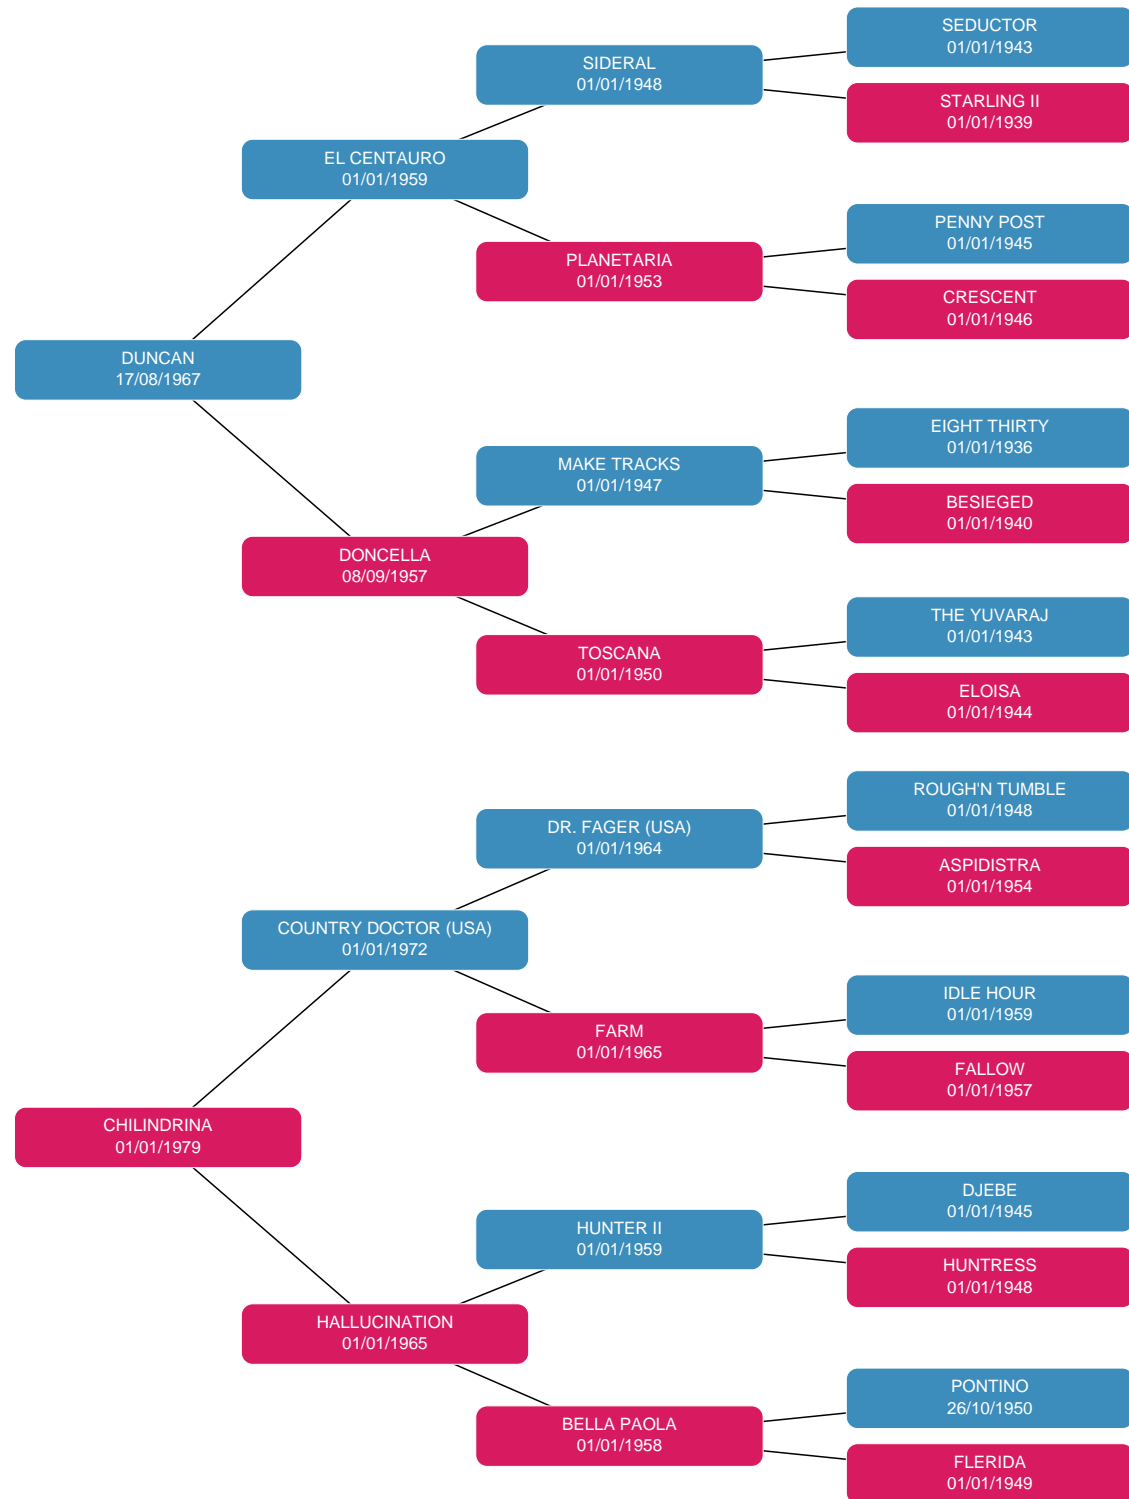 SEDUCTOR
01/01/1943
SIDERAL
01/01/1948
STARLING II
01/01/1939
EL CENTAURO
01/01/1959
PENNY POST
01/01/1945
PLANETARIA
01/01/1953
CRESCENT
01/01/1946
DUNCAN
17/08/1967
EIGHT THIRTY
01/01/1936
MAKE TRACKS
01/01/1947
BESIEGED
01/01/1940
DONCELLA
08/09/1957
THE YUVARAJ
01/01/1943
TOSCANA
01/01/1950
ELOISA
01/01/1944
ROUGH'N TUMBLE
01/01/1948
DR. FAGER (USA)
01/01/1964
ASPIDISTRA
01/01/1954
COUNTRY DOCTOR (USA)
01/01/1972
IDLE HOUR
01/01/1959
FARM
01/01/1965
FALLOW
01/01/1957
CHILINDRINA
01/01/1979
DJEBE
01/01/1945
HUNTER II
01/01/1959
HUNTRESS
01/01/1948
HALLUCINATION
01/01/1965
PONTINO
26/10/1950
BELLA PAOLA
01/01/1958
FLERIDA
01/01/1949